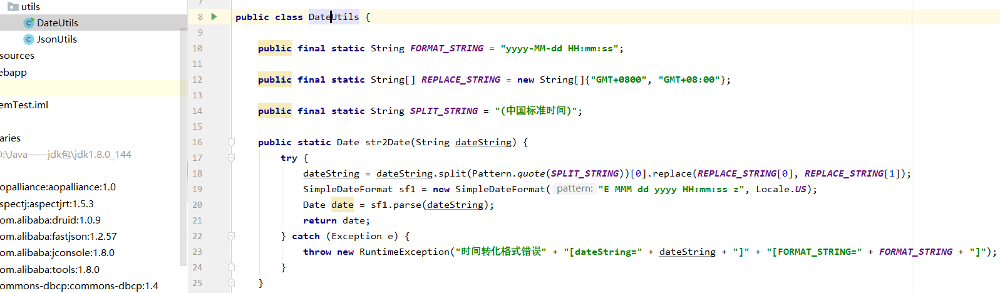 utils
DateUtils
JsonUtils
sources
ebapp
emTest.iml
aries
D:\Java——jdk包\jdk1.8.0_144
opalliance:aopalliance:1.0
spectj:aspectjrt:1.5.3
om.alibaba:druid:1.0.9
om.alibaba:fastjson:1.2.57
om.alibaba:jconsole:1.8.0
om.alibaba:tools:1.8.0
ommons-dbcp:commons-dbcp:1.4
7
8 public class DateUtils {
9
10 public final static String FORMAT_STRING = "yyyy-MM-dd HH:mm:ss";
11
12 public final static String[] REPLACE_STRING = new String[]{"GMT+0800", "GMT+08:00"};
13
14 public final static String SPLIT_STRING = "(中国标准时间)";
15
16 public static Date str2Date(String dateString) {
17 try {
18 dateString = dateString.split(Pattern.quote(SPLIT_STRING))[0].replace(REPLACE_STRING[0], REPLACE_STRING[1]);
19 SimpleDateFormat sf1 = new SimpleDateFormat( pattern: "E MMM dd yyyy HH:mm:ss z", Locale.US);
20 Date date = sf1.parse(dateString);
21 return date;
22 } catch (Exception e) {
23 throw new RuntimeException("时间转化格式错误" + "[dateString=" + dateString + "]" + "[FORMAT_STRING=" + FORMAT_STRING + "]");
24 }
25 }